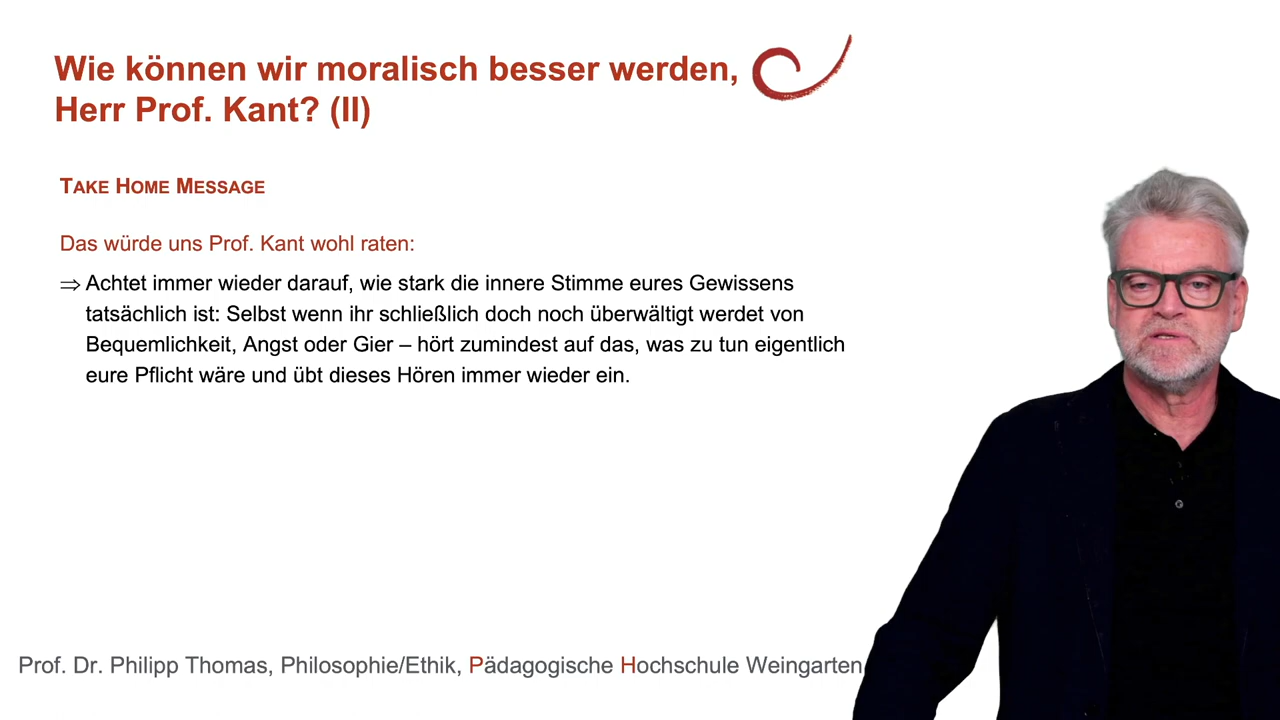 Wie können wir moralisch besser werden,
Herr Prof. Kant? (II)
TAKE HOME MESSAGE
Das würde uns Prof. Kant wohl raten:
⇒ Achtet immer wieder darauf, wie stark die innere Stimme eures Gewissens
tatsächlich ist: Selbst wenn ihr schließlich doch noch überwältigt werdet von
Bequemlichkeit, Angst oder Gier – hört zumindest auf das, was zu tun eigentlich
eure Pflicht wäre und übt dieses Hören immer wieder ein.
Prof. Dr. Philipp Thomas, Philosophie/Ethik, Pädagogische Hochschule Weingarten